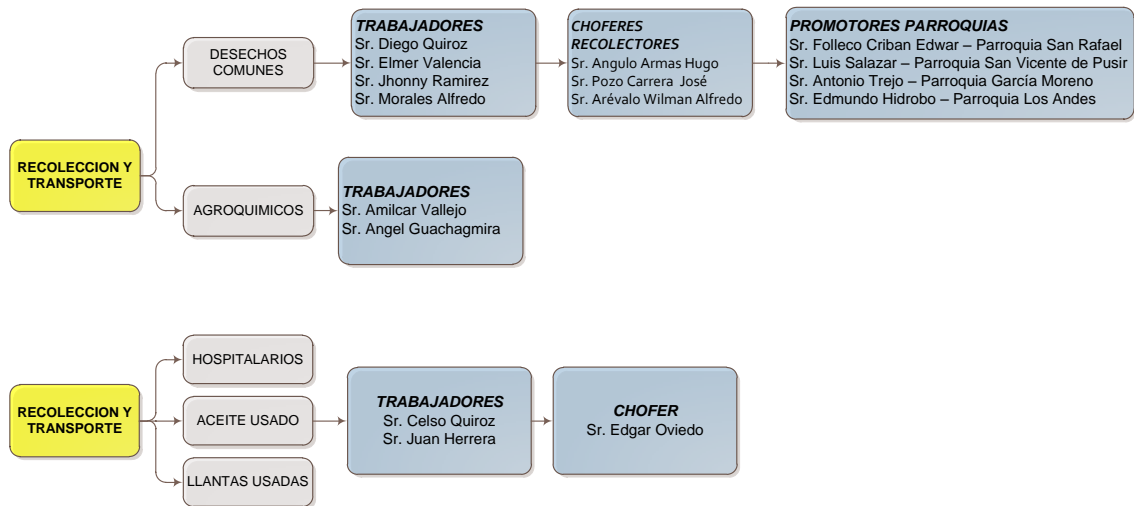 RECOLECCION Y
TRANSPORTE
DESECHOS
COMUNES
TRABAJADORES
Sr. Diego Quiroz
Sr. Elmer Valencia
Sr. Jhonny Ramirez
Sr. Morales Alfredo
CHOFERES
RECOLECTORES
Sr. Angulo Armas Hugo
Sr. Pozo Carrera José
Sr. Arévalo Wilman Alfredo
PROMOTORES PARROQUIAS
Sr. Folleco Criban Edwar – Parroquia San Rafael
Sr. Luis Salazar – Parroquia San Vicente de Pusir
Sr. Antonio Trejo – Parroquia García Moreno
Sr. Edmundo Hidrobo – Parroquia Los Andes
AGROQUIMICOS
TRABAJADORES
Sr. Amilcar Vallejo
Sr. Angel Guachagmira
RECOLECCION Y
TRANSPORTE
HOSPITALARIOS
ACEITE USADO
LLANTAS USADAS
TRABAJADORES
Sr. Celso Quiroz
Sr. Juan Herrera
CHOFER
Sr. Edgar Oviedo